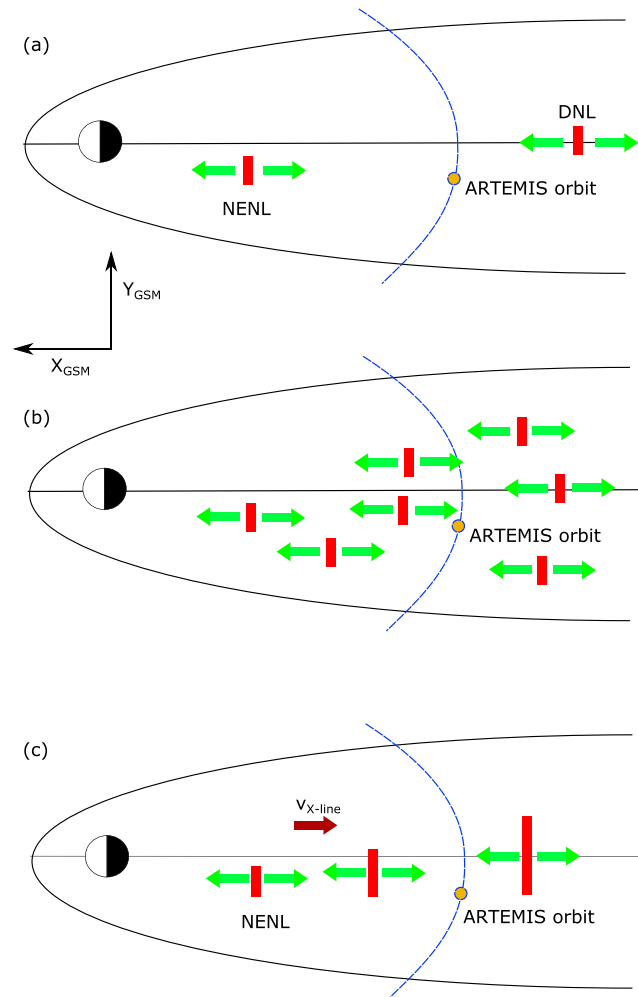 (a)
DNL
ARTEMIS orbit
NENL
Y_GSM
X_GSM
(b)
ARTEMIS orbit
(c)
v_X-line
NENL
ARTEMIS orbit